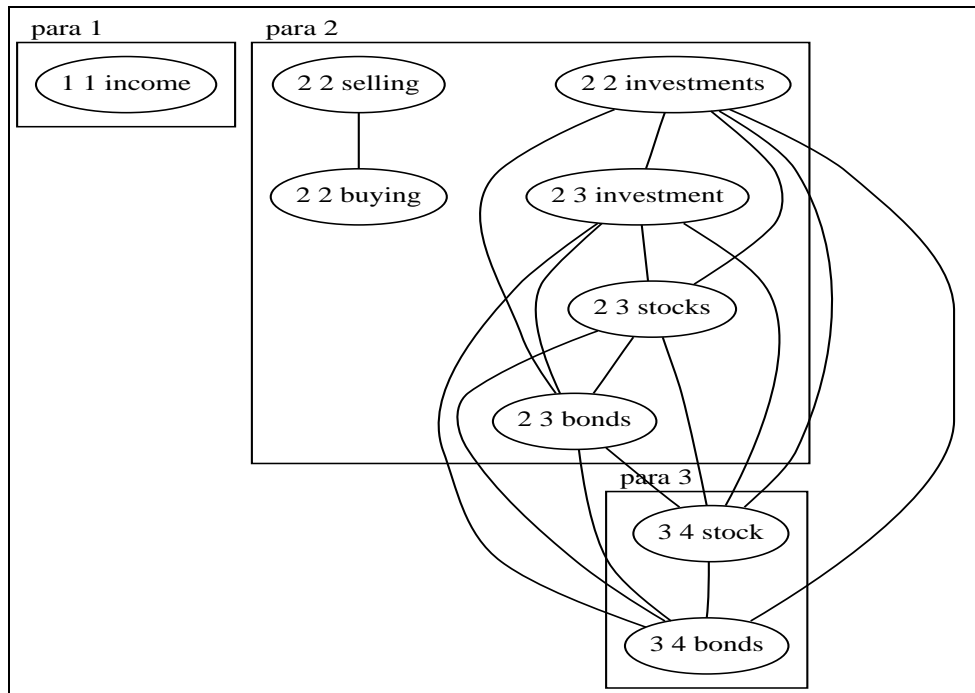 para 1
1 1 income
para 2
2 2 selling
2 2 investments
2 2 buying
2 3 investment
2 3 stocks
2 3 bonds
para 3
3 4 stock
3 4 bonds